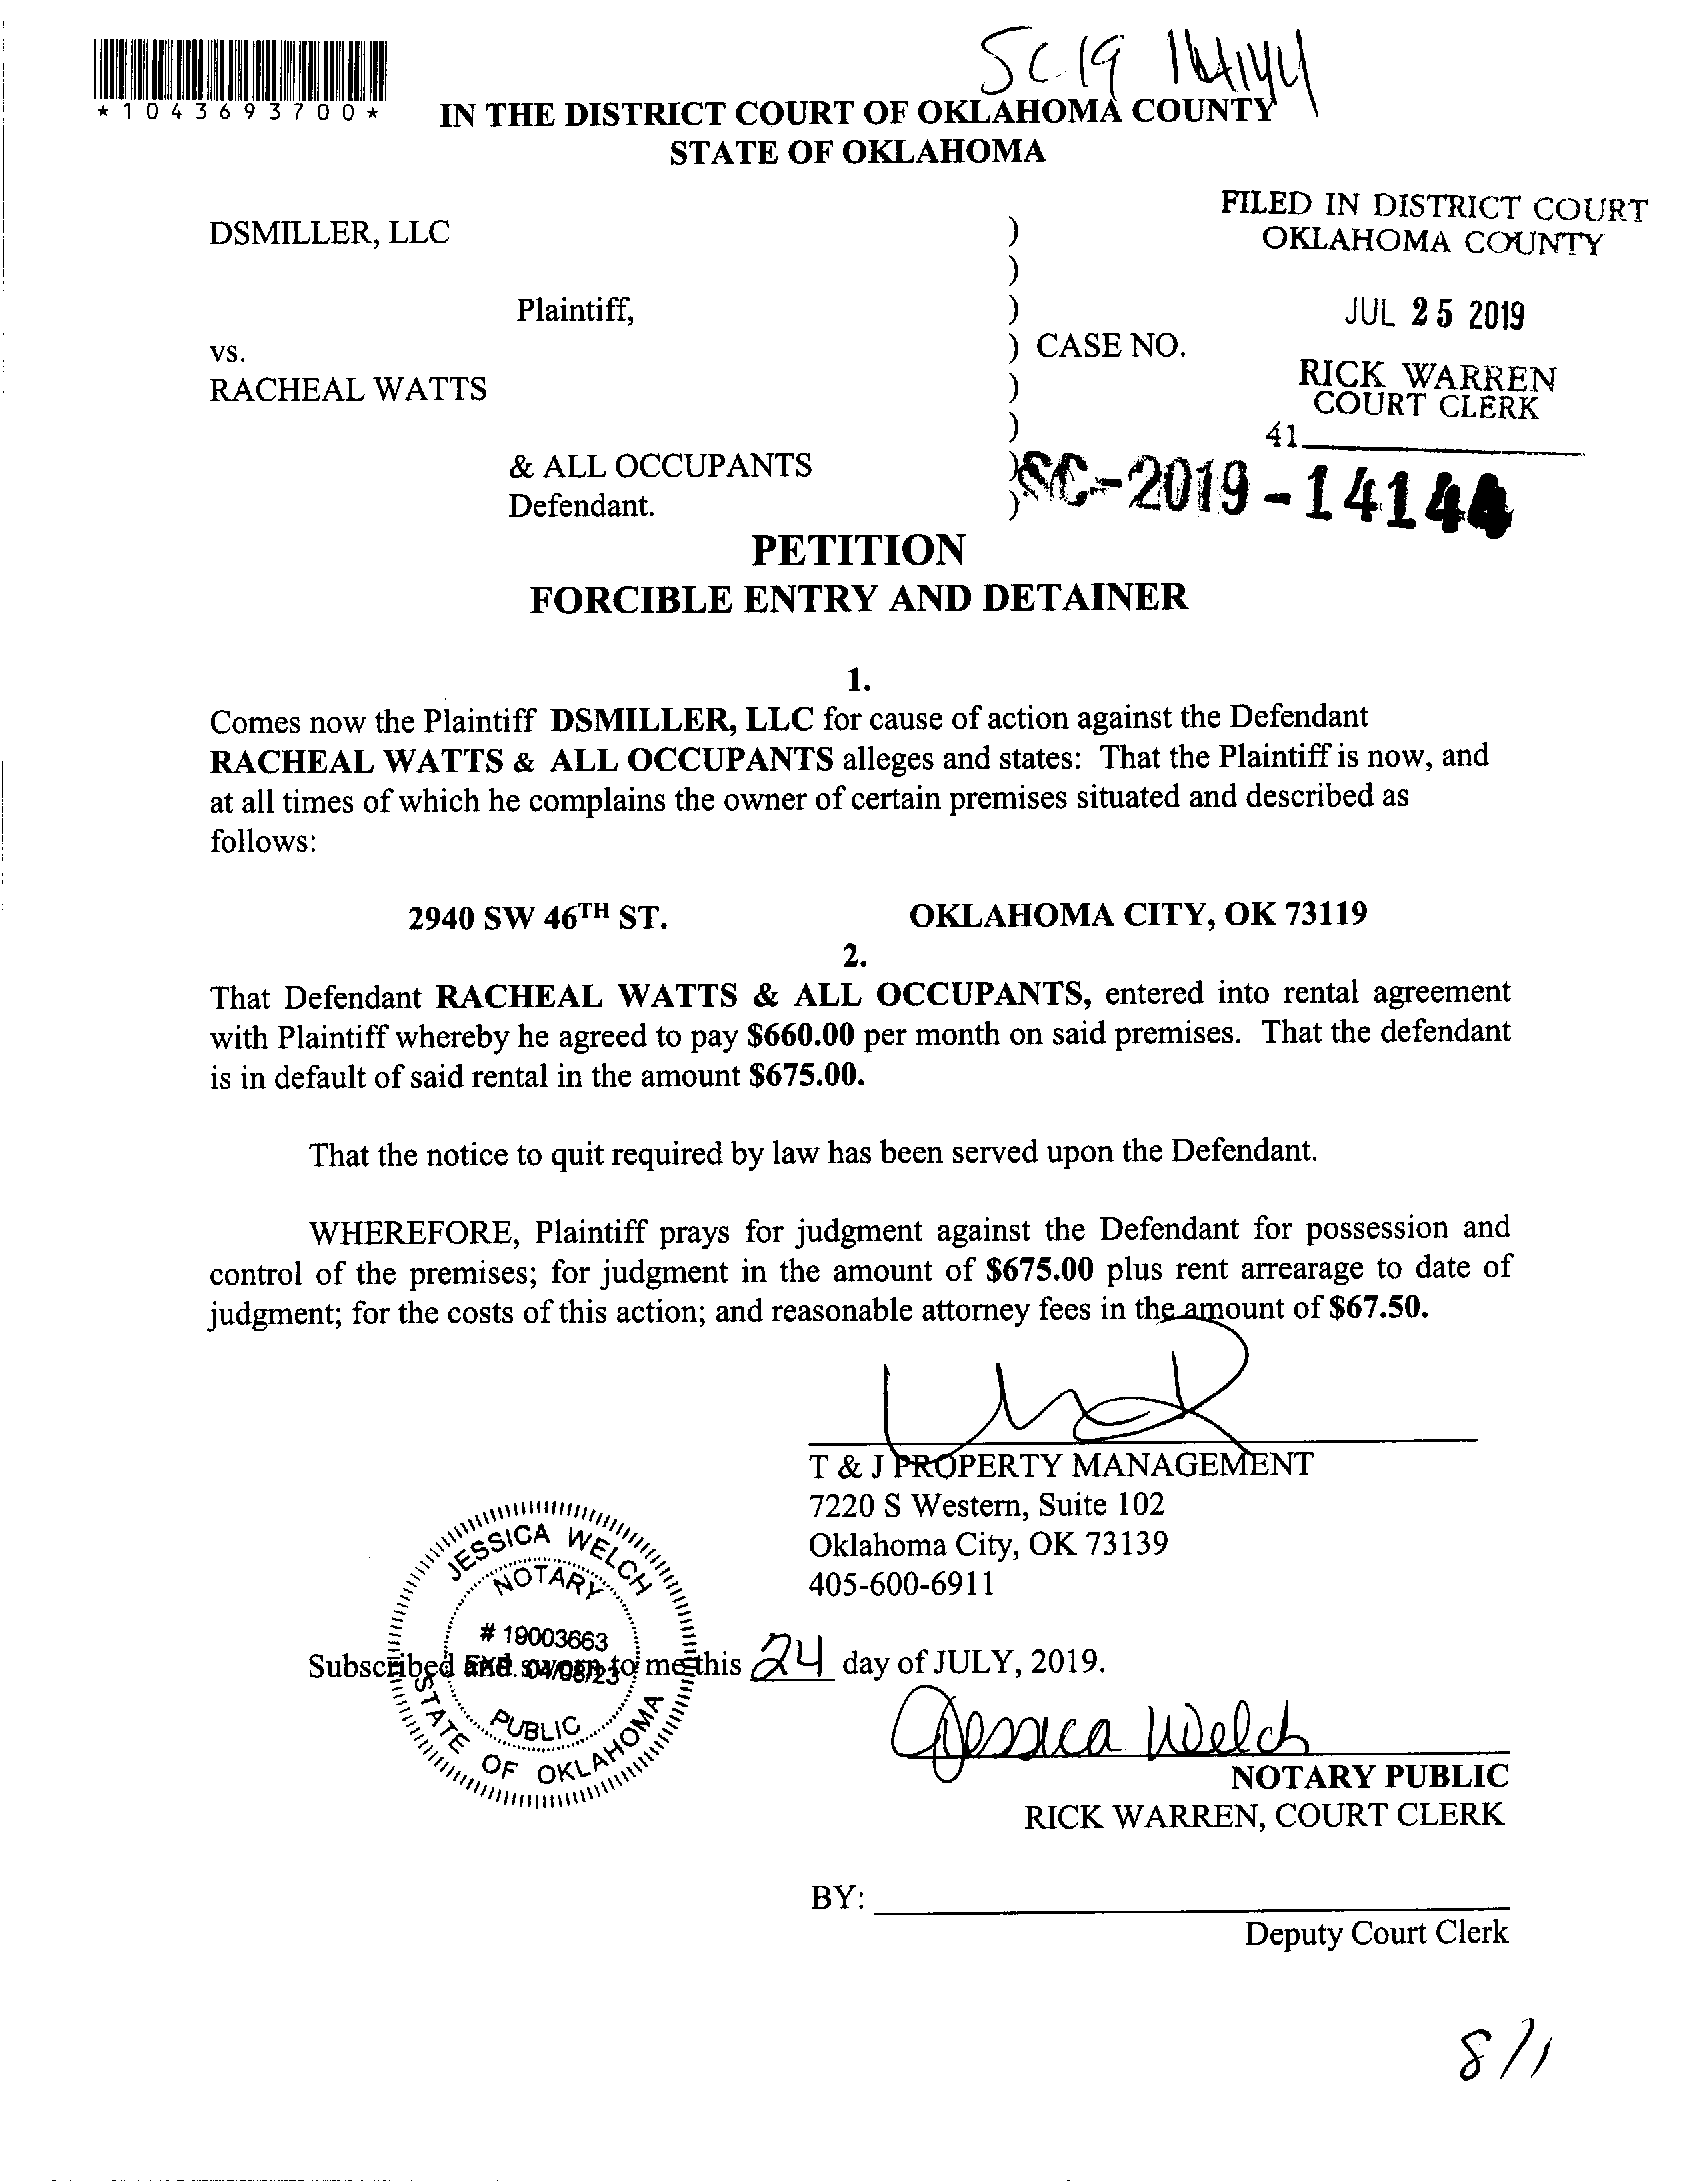 SC 19 14144
*1043693700*
IN THE DISTRICT COURT OF OKLAHOMA COUNTY
STATE OF OKLAHOMA
FILED IN DISTRICT COURT
OKLAHOMA COUNTY
JUL 25 2019
RICK WARREN
COURT CLERK
41
DSMILLER, LLC )
)
Plaintiff, )
vs. ) CASE NO.
RACHEAL WATTS )
)
& ALL OCCUPANTS )
Defendant. )
SC-2019-14144
PETITION
FORCIBLE ENTRY AND DETAINER
1.
Comes now the Plaintiff DSMILLER, LLC for cause of action against the Defendant
RACHEAL WATTS & ALL OCCUPANTS alleges and states: That the Plaintiff is now, and
at all times of which he complains the owner of certain premises situated and described as
follows:
2940 SW 46TH ST. OKLAHOMA CITY, OK 73119
2.
That Defendant RACHEAL WATTS & ALL OCCUPANTS, entered into rental agreement
with Plaintiff whereby he agreed to pay $660.00 per month on said premises. That the defendant
is in default of said rental in the amount $675.00.
That the notice to quit required by law has been served upon the Defendant.
WHEREFORE, Plaintiff prays for judgment against the Defendant for possession and
control of the premises; for judgment in the amount of $675.00 plus rent arrearage to date of
judgment; for the costs of this action; and reasonable attorney fees in the amount of $67.50.
T & J PROPERTY MANAGEMENT
7220 S Western, Suite 102
Oklahoma City, OK 73139
405-600-6911
JESSICA WELCH
NOTARY
# 19003663
EXP. 04/08/23
PUBLIC
STATE OF OKLAHOMA
Subscribed and sworn to me this 24 day of JULY, 2019.
Jessica Welch
NOTARY PUBLIC
RICK WARREN, COURT CLERK
BY:
Deputy Court Clerk
8/1